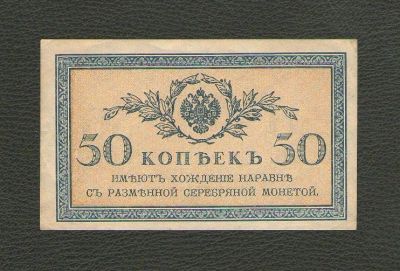 50 КОПѢЕКЪ 50
ИМѢЮТЪ ХОЖДЕНІЕ НАРАВНѢ
СЪ РАЗМѢННОЙ СЕРЕБРЯНОЙ МОНЕТОЙ.